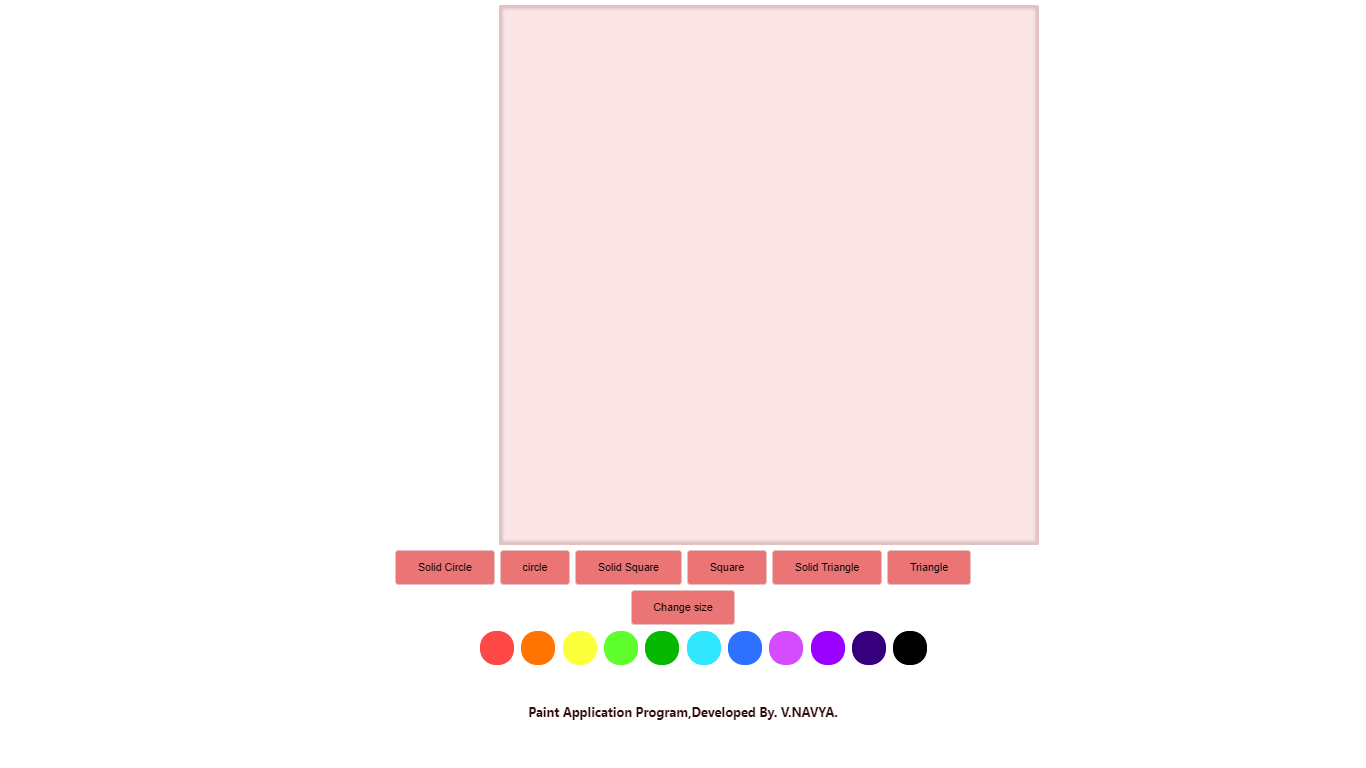 Solid Circle circle Solid Square Square Solid Triangle Triangle
Change size
Paint Application Program,Developed By. V.NAVYA.